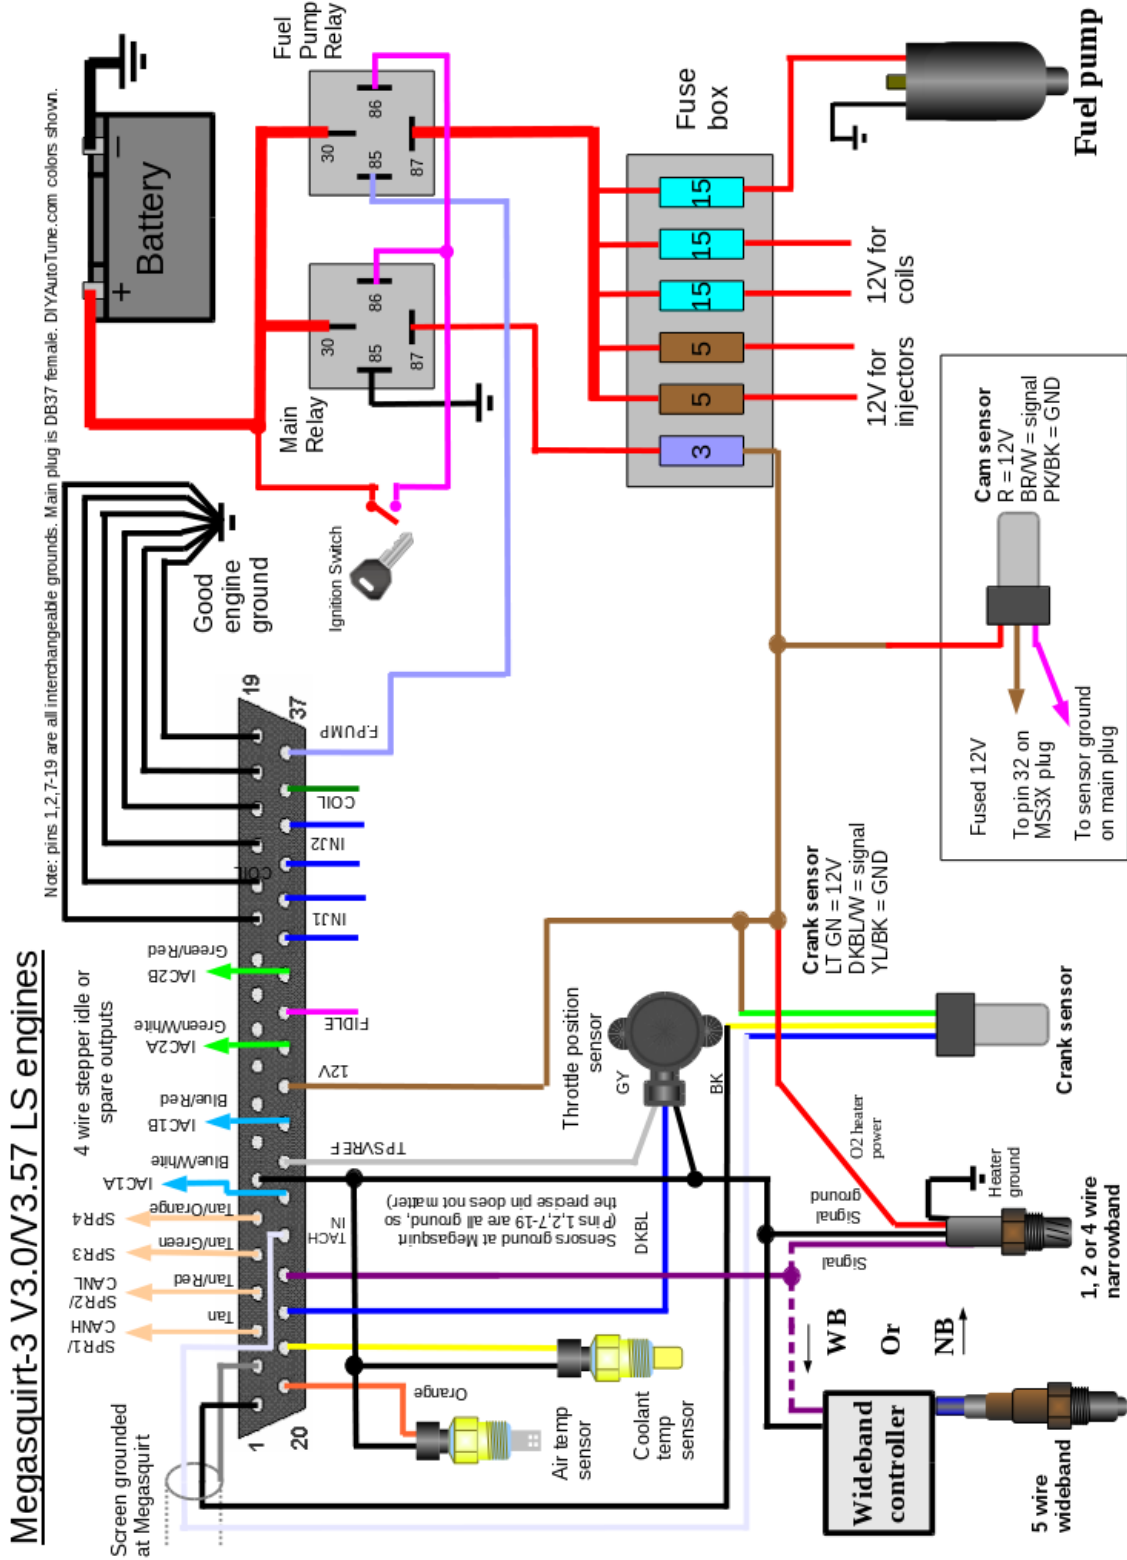 Megasquirt-3 V3.0/V3.57 LS engines
Note: pins 1,2,7-19 are all interchangeable grounds. Main plug is DB37 female. DIYAutoTune.com colors shown.
Screen grounded
at Megasquirt
4 wire stepper idle or
spare outputs
SPR1/
CANH
Tan
SPR2/
CANL
Tan/Red
SPR3
Tan/Green
SPR4
Tan/Orange
IAC1A
Blue/White
IAC1B
Blue/Red
IAC2A
Green/White
IAC2B
Green/Red
1
20
19
37
TACH
IN
TPSVREF
12V
FIDLE
INJ1
INJ2
COIL
COIL
F.PUMP
Good
engine
ground
Battery
+
−
Ignition Switch
Main
Relay
30
85
86
87
Fuel
Pump
Relay
30
85
86
87
Fuse
box
3
5
5
15
15
15
12V for
injectors
12V for
coils
Fuel pump
Sensors ground at Megasquirt
(Pins 1,2,7-19 are all ground, so
the precise pin does not matter)
Orange
Air temp
sensor
Coolant
temp
sensor
DKBL
Throttle position
sensor
GY
BK
Crank sensor
LT GN = 12V
DKBL/W = signal
YL/BK = GND
Crank sensor
Cam sensor
R = 12V
BR/W = signal
PK/BK = GND
Fused 12V
To pin 32 on
MS3X plug
To sensor ground
on main plug
O2 heater
power
Signal
ground
Signal
Heater
ground
1, 2 or 4 wire
narrowband
WB
Or
NB
Wideband
controller
5 wire
wideband